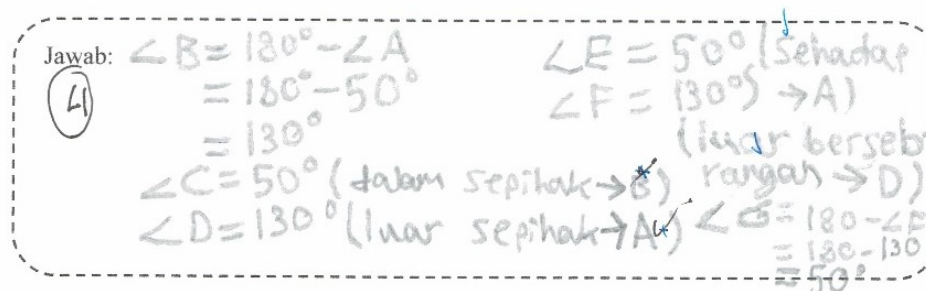 Jawab:
4
∠B = 180° - ∠A
= 180° - 50°
= 130°
∠C = 50° (dalam sepihak → B)
∠D = 130° (luar sepihak → A)
∠E = 50° (Sehadap → A)
∠F = 130°
(luar berseb
rangan → D)
∠G = 180 - ∠F
= 180 - 130
= 50°